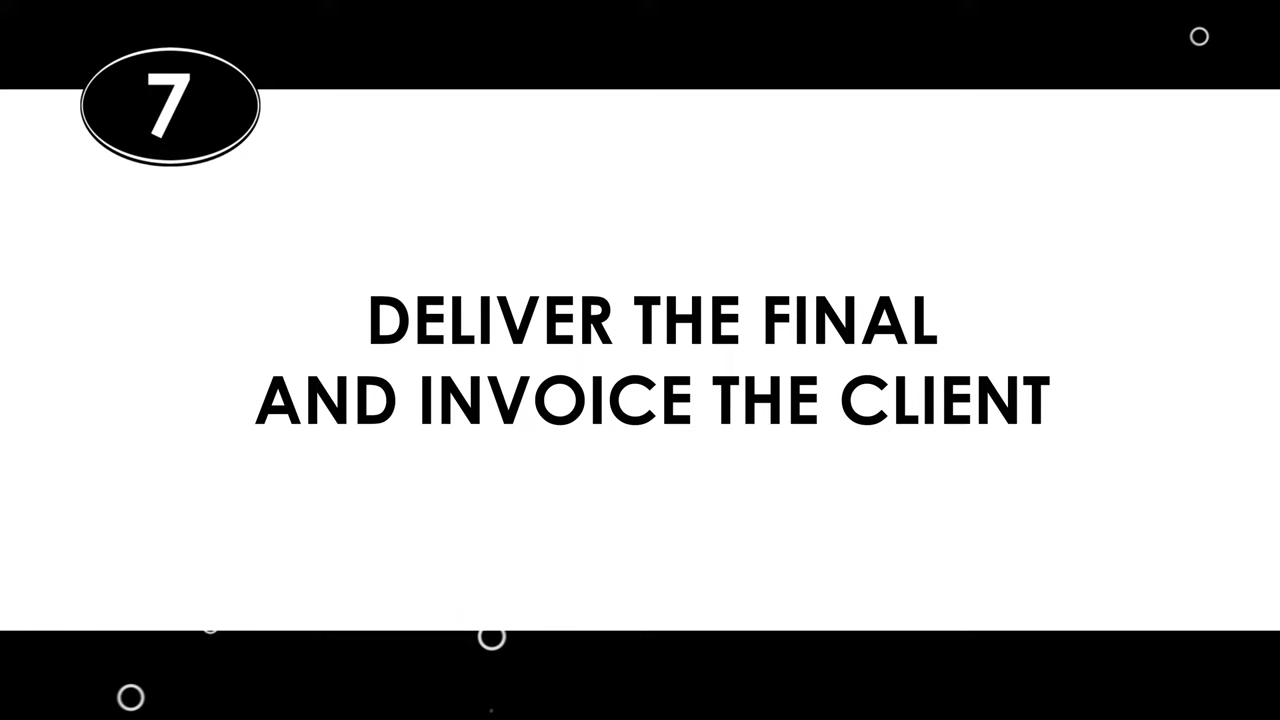 7
DELIVER THE FINAL
AND INVOICE THE CLIENT